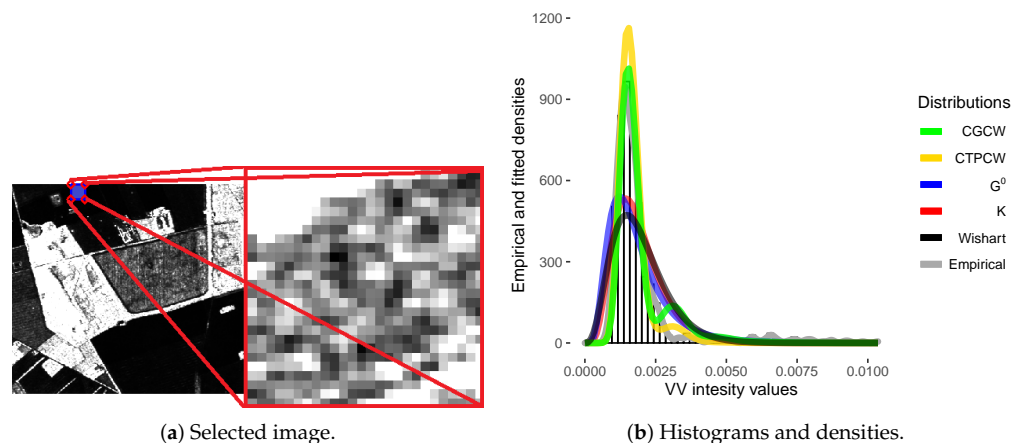 (a) Selected image.
1200
900
600
300
0
Empirical and fitted densities
0.0000
0.0025
0.0050
0.0075
0.0100
VV intesity values
Distributions
CGCW
CTPCW
G⁰
K
Wishart
Empirical
(b) Histograms and densities.